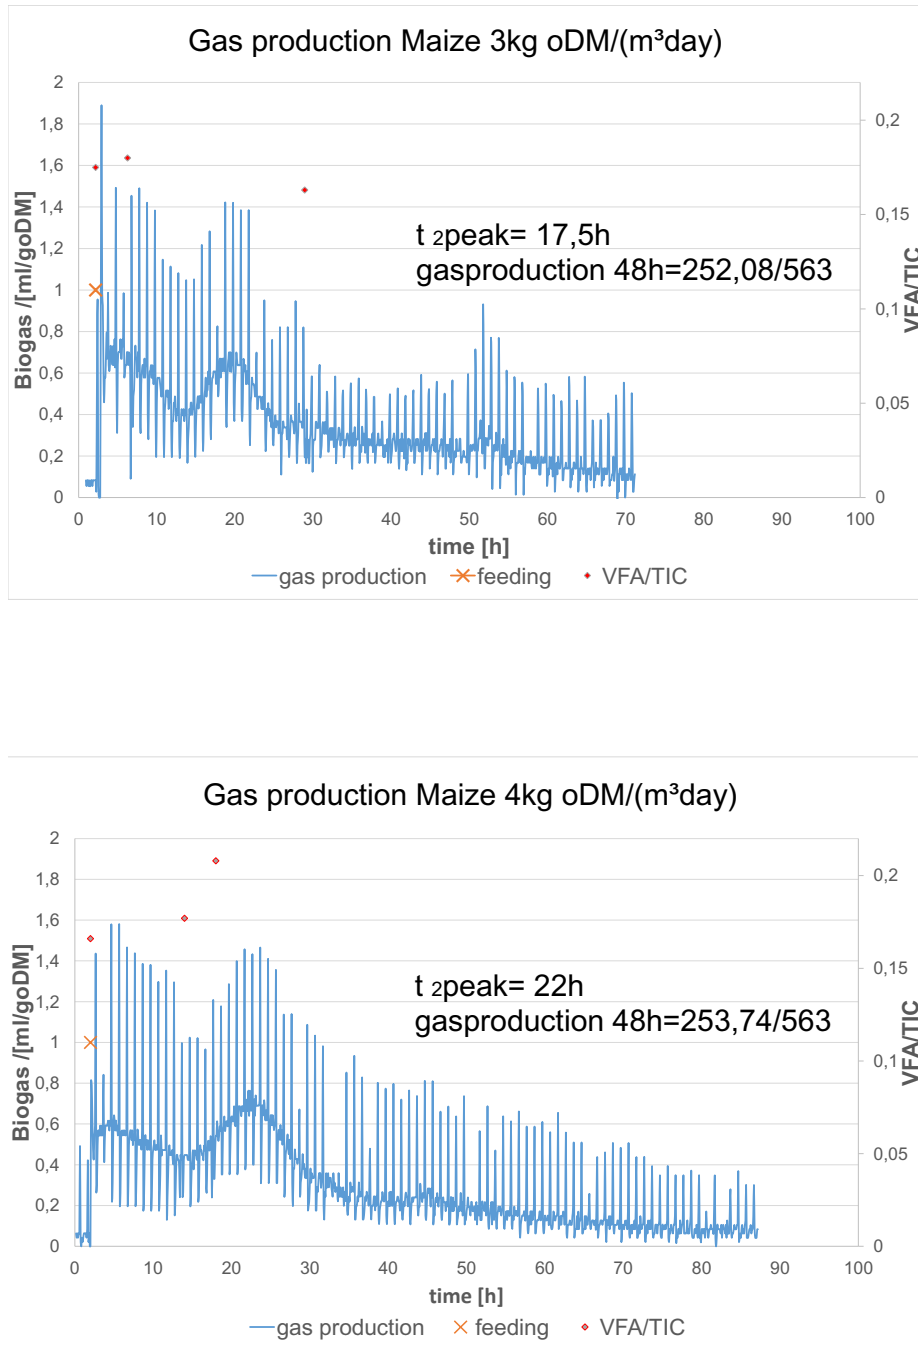 Gas production Maize 3kg oDM/(m³day)
2
1,8
1,6
1,4
1,2
1
0,8
0,6
0,4
0,2
0
Biogas /[ml/goDM]
0,2
0,15
0,1
0,05
0
VFA/TIC
t 2peak= 17,5h
gasproduction 48h=252,08/563
0 10 20 30 40 50 60 70 80 90 100
time [h]
gas production feeding VFA/TIC
Gas production Maize 4kg oDM/(m³day)
2
1,8
1,6
1,4
1,2
1
0,8
0,6
0,4
0,2
0
Biogas /[ml/goDM]
0,2
0,15
0,1
0,05
0
VFA/TIC
t 2peak= 22h
gasproduction 48h=253,74/563
0 10 20 30 40 50 60 70 80 90 100
time [h]
gas production feeding VFA/TIC